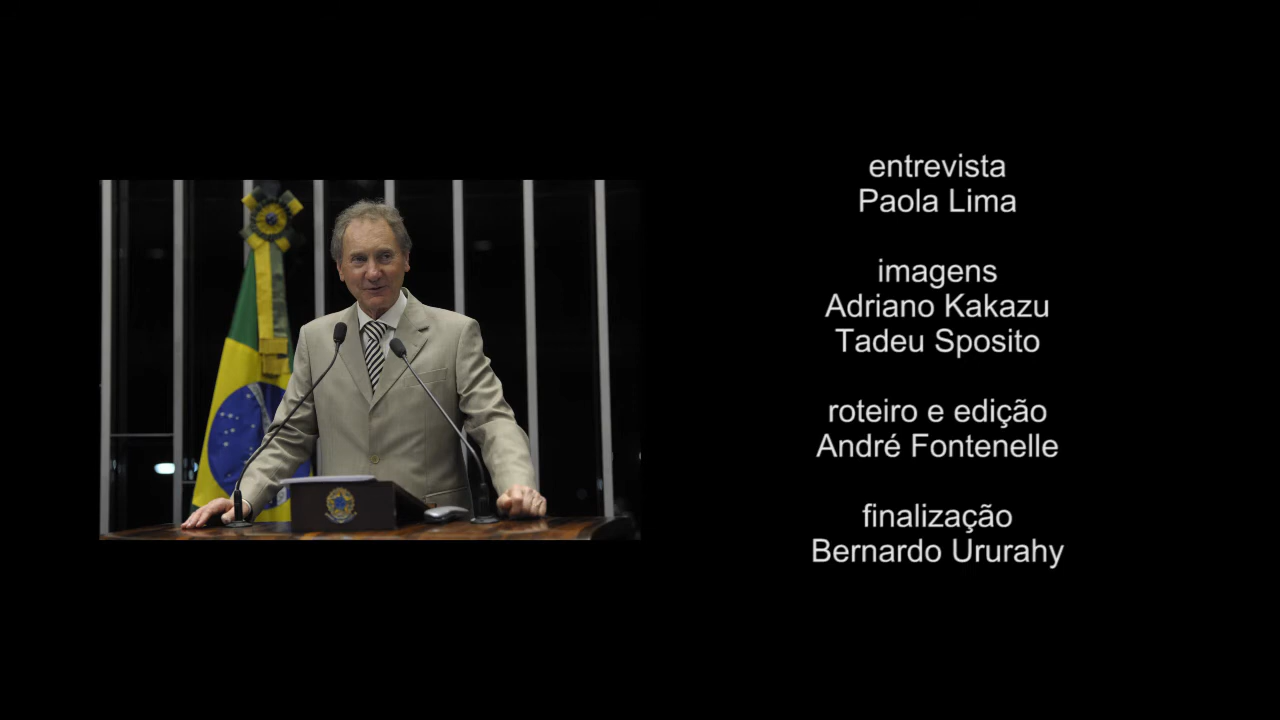 entrevista
Paola Lima
imagens
Adriano Kakazu
Tadeu Sposito
roteiro e edição
André Fontenelle
finalização
Bernardo Ururahy